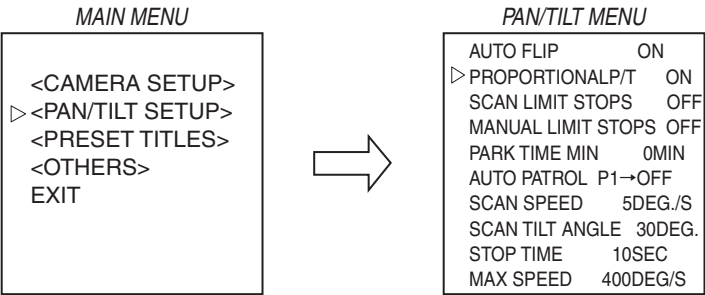 MAIN MENU
<CAMERA SETUP>
▷<PAN/TILT SETUP>
<PRESET TITLES>
<OTHERS>
EXIT
PAN/TILT MENU
AUTO FLIP ON
▷PROPORTIONALP/T ON
SCAN LIMIT STOPS OFF
MANUAL LIMIT STOPS OFF
PARK TIME MIN 0MIN
AUTO PATROL P1→OFF
SCAN SPEED 5DEG./S
SCAN TILT ANGLE 30DEG.
STOP TIME 10SEC
MAX SPEED 400DEG/S